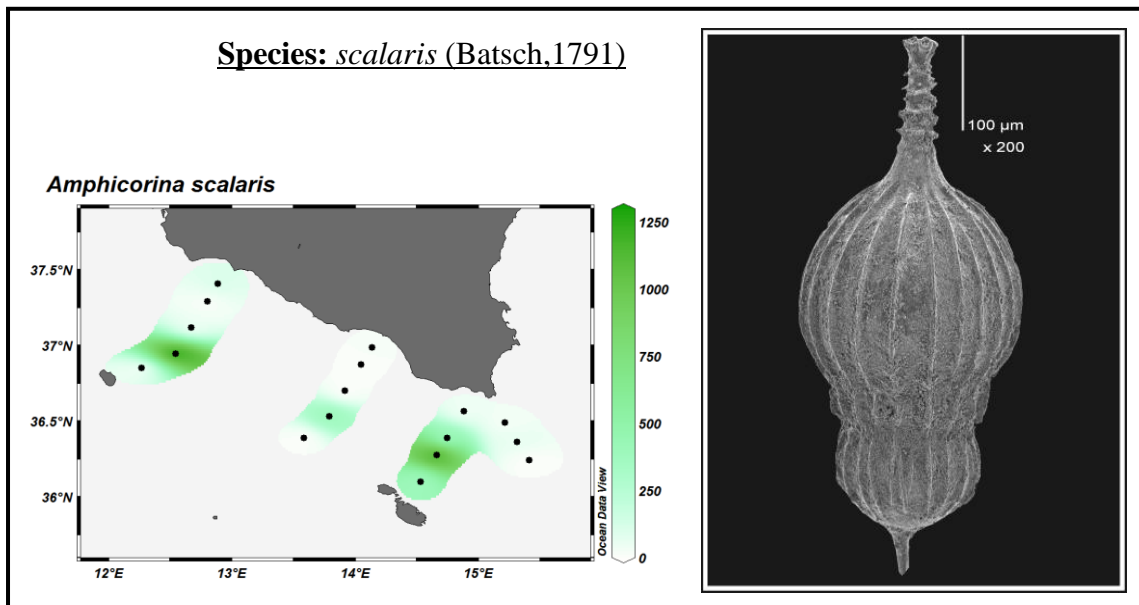 Species: scalaris (Batsch,1791)
Amphicorina scalaris
37.5°N
37°N
36.5°N
36°N
12°E
13°E
14°E
15°E
1250
1000
750
500
250
0
Ocean Data View
100 µm
x 200